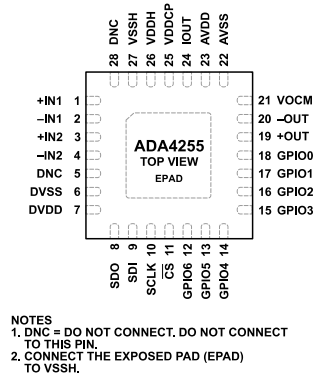 28 DNC
27 VSSH
26 VDDH
25 VDDCP
24 IOUT
23 AVDD
22 AVSS
+IN1 1
–IN1 2
+IN2 3
–IN2 4
DNC 5
DVSS 6
DVDD 7
ADA4255
TOP VIEW
EPAD
21 VOCM
20 –OUT
19 +OUT
18 GPIO0
17 GPIO1
16 GPIO2
15 GPIO3
SDO 8
SDI 9
SCLK 10
CS 11
GPIO6 12
GPIO5 13
GPIO4 14
NOTES
1. DNC = DO NOT CONNECT. DO NOT CONNECT
TO THIS PIN.
2. CONNECT THE EXPOSED PAD (EPAD)
TO VSSH.